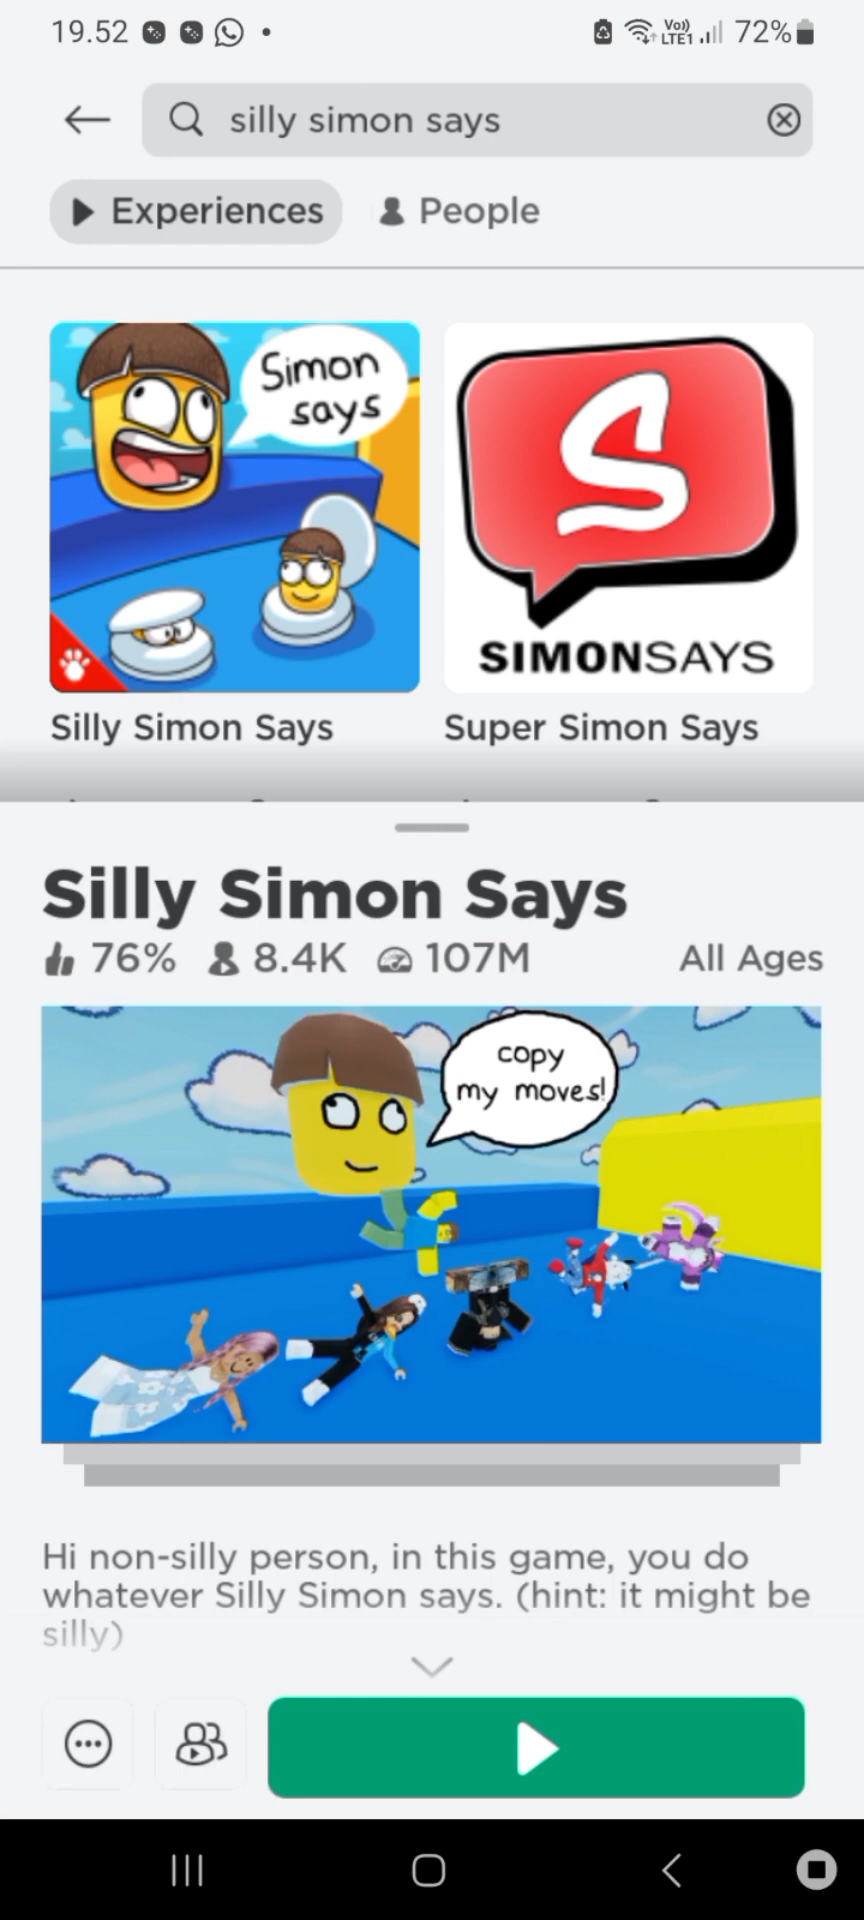 19.52
Vo))
LTE1
72%
silly simon says
Experiences
People
Simon
says
S
SIMONSAYS
Silly Simon Says
Super Simon Says
Silly Simon Says
76%
8.4K
107M
All Ages
copy
my moves!
Hi non-silly person, in this game, you do
whatever Silly Simon says. (hint: it might be
silly)